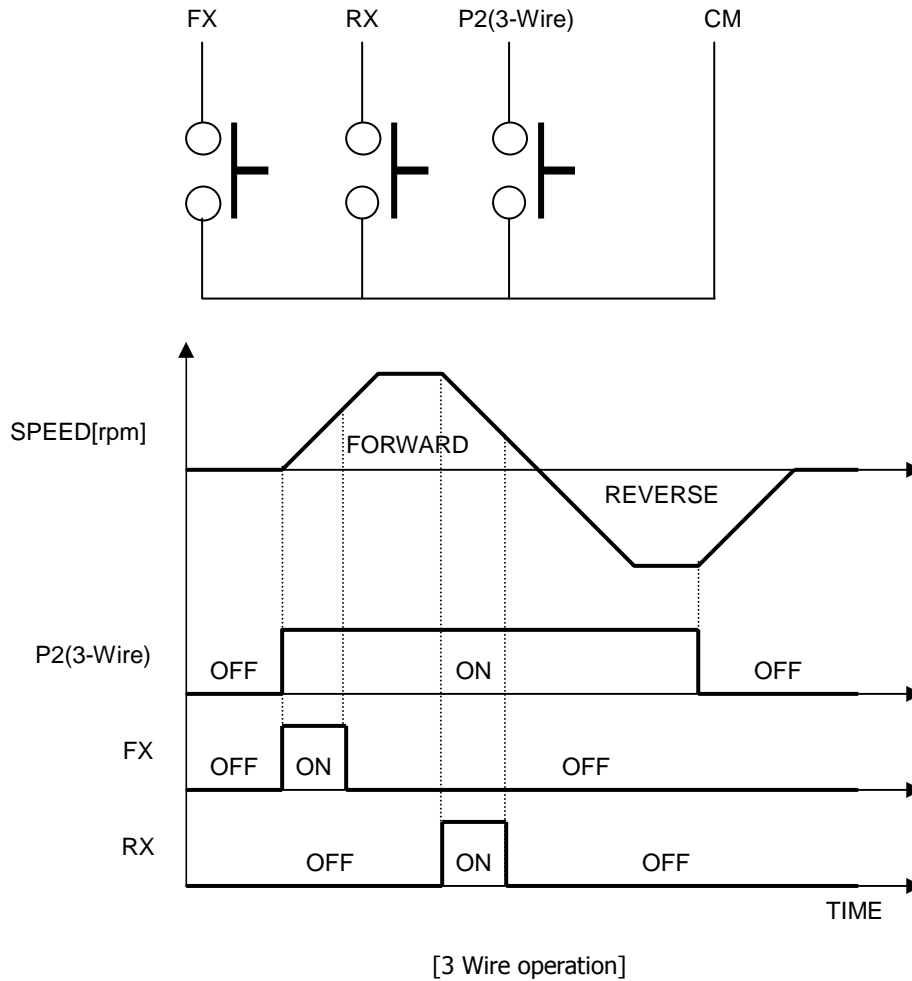 FX RX P2(3-Wire) CM
SPEED[rpm]
FORWARD
REVERSE
P2(3-Wire)
OFF ON OFF
FX
OFF ON OFF
RX
OFF ON OFF
TIME
[3 Wire operation]